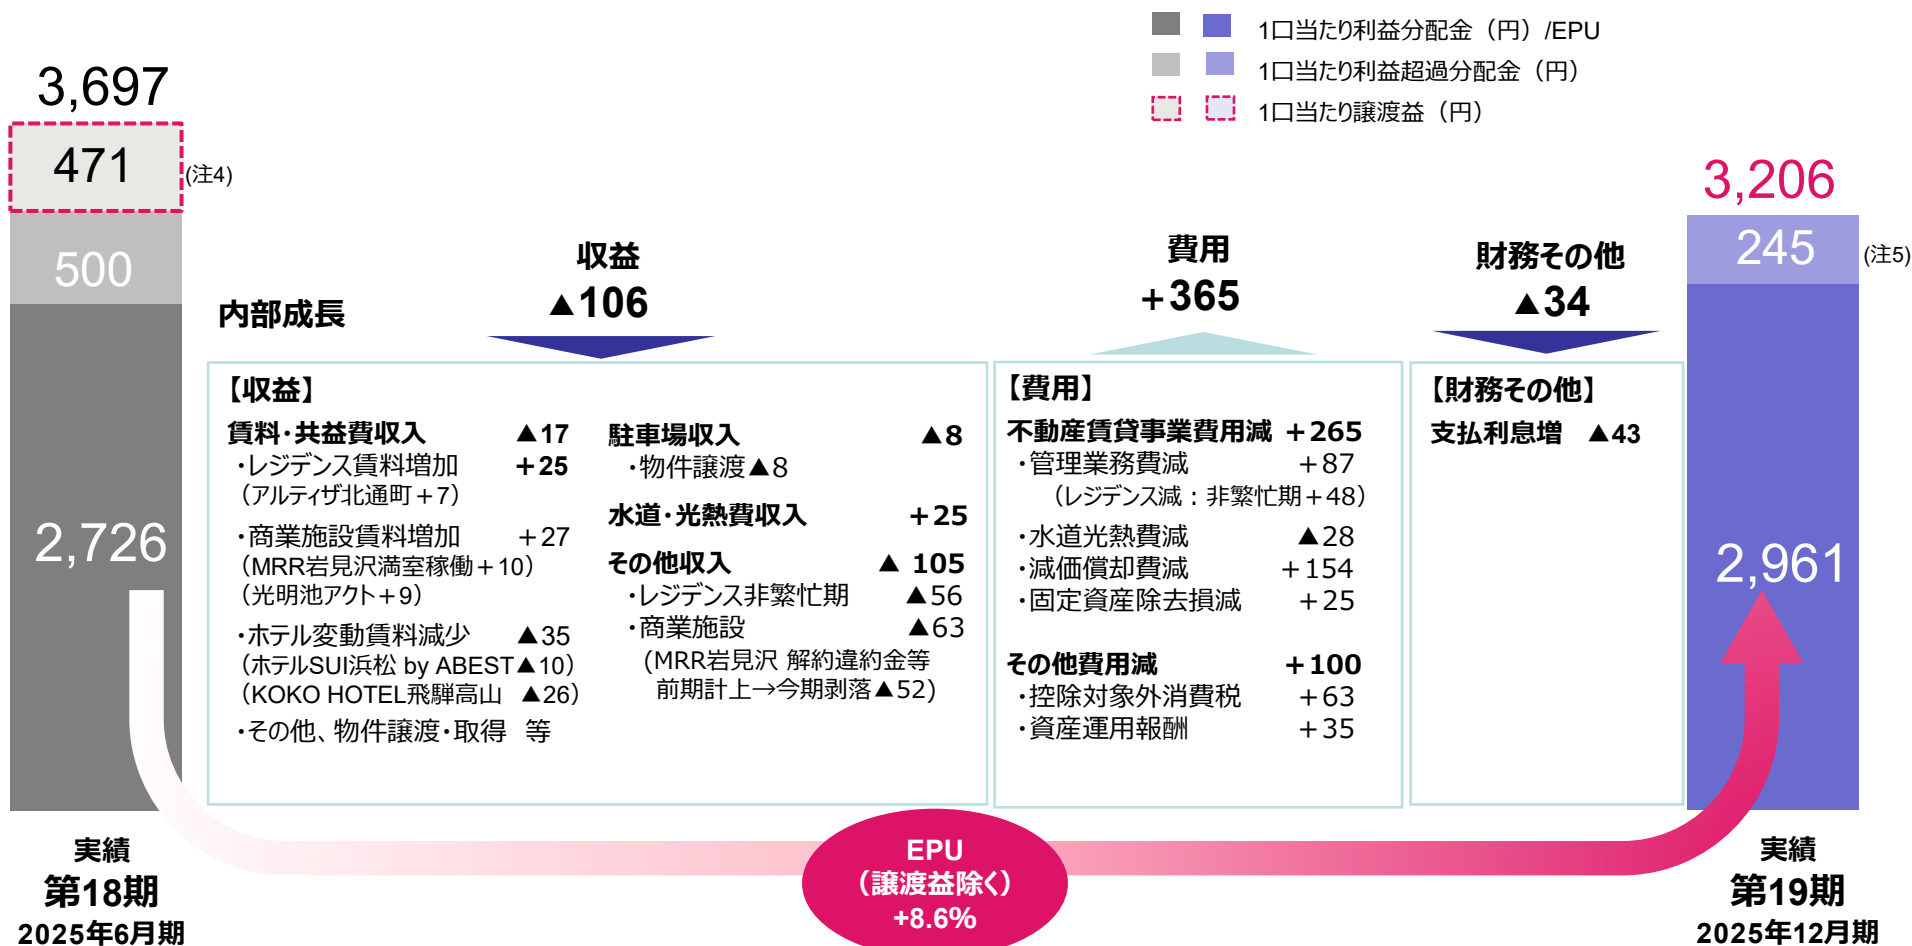 1口当たり利益分配金（円）/EPU
1口当たり利益超過分配金（円）
1口当たり譲渡益（円）
3,697
471
(注4)
500
2,726
実績
第18期
2025年6月期
内部成長
収益
▲106
【収益】
賃料・共益費収入 ▲17
・レジデンス賃料増加 +25
（アルティザ北通町+7）
・商業施設賃料増加 +27
(MRR岩見沢満室稼働+10)
(光明池アクト+9)
・ホテル変動賃料減少 ▲35
(ホテルSUI浜松 by ABEST▲10)
(KOKO HOTEL飛騨高山 ▲26)
・その他、物件譲渡・取得 等
駐車場収入 ▲8
・物件譲渡▲8
水道・光熱費収入 +25
その他収入 ▲ 105
・レジデンス非繁忙期 ▲56
・商業施設 ▲63
(MRR岩見沢 解約違約金等
前期計上→今期剥落▲52)
費用
+365
【費用】
不動産賃貸事業費用減 +265
・管理業務費減 +87
（レジデンス減：非繁忙期+48）
・水道光熱費減 ▲28
・減価償却費減 +154
・固定資産除去損減 +25
その他費用減 +100
・控除対象外消費税 +63
・資産運用報酬 +35
財務その他
▲34
【財務その他】
支払利息増 ▲43
3,206
245
(注5)
2,961
実績
第19期
2025年12月期
EPU
（譲渡益除く）
+8.6%